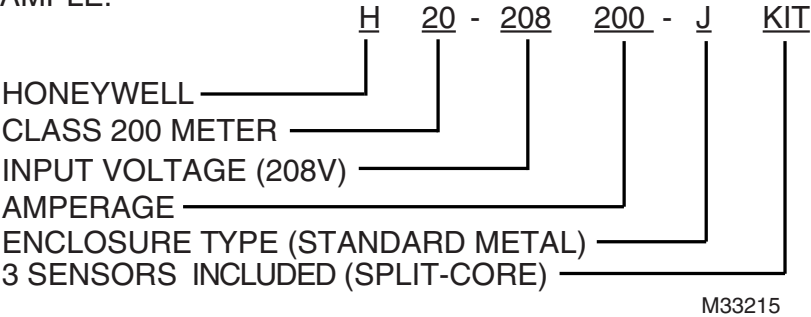 AMPLE:
H 20 - 208 200 - J KIT
HONEYWELL
CLASS 200 METER
INPUT VOLTAGE (208V)
AMPERAGE
ENCLOSURE TYPE (STANDARD METAL)
3 SENSORS INCLUDED (SPLIT-CORE)
M33215